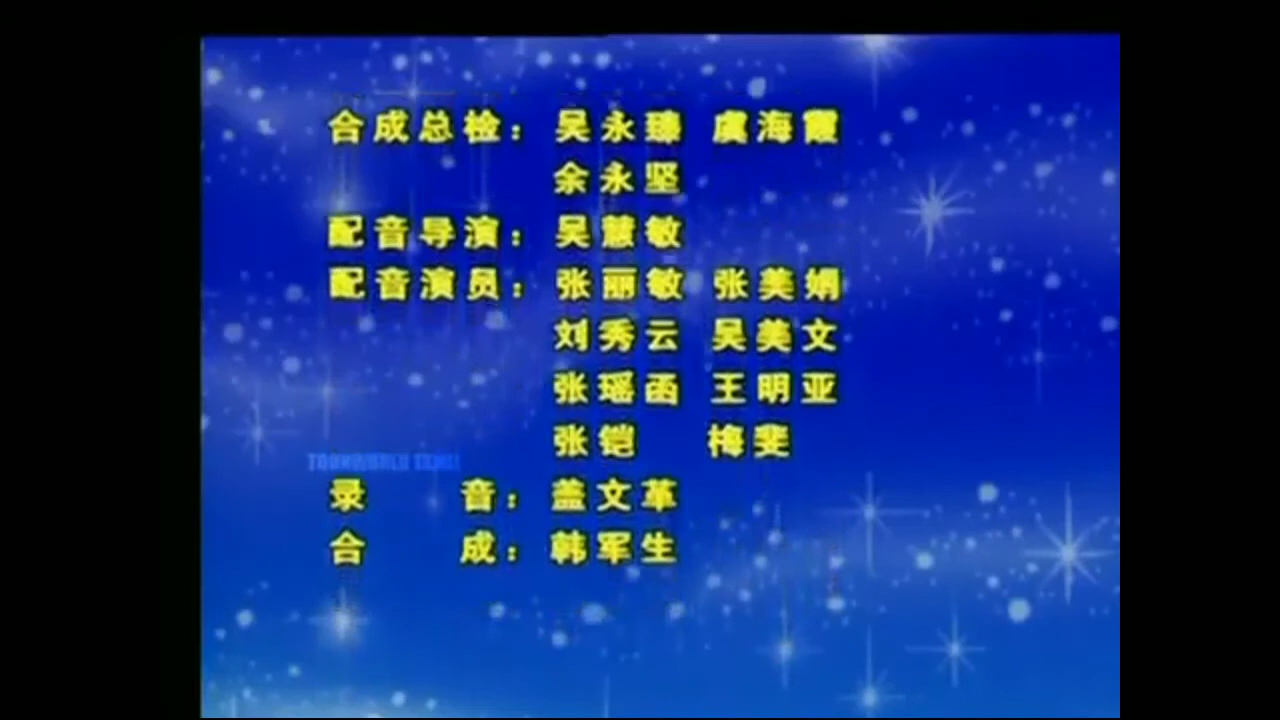 合成总检：吴永臻 虞海霞
余永坚
配音导演：吴慧敏
配音演员：张丽敏 张美娟
刘秀云 吴美文
张瑶函 王明亚
张铠 梅斐
录 音：盖文革
合 成：韩军生